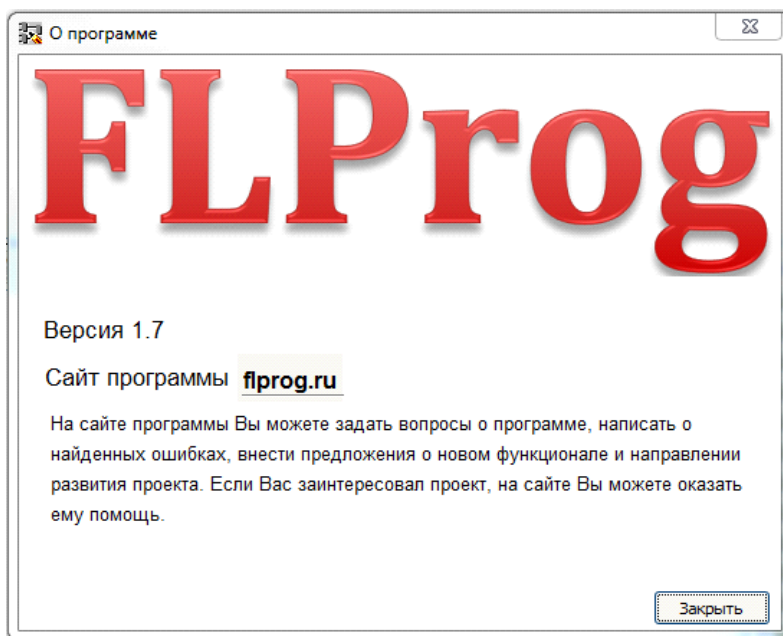 О программе
FLProg
Версия 1.7
Сайт программы flprog.ru
На сайте программы Вы можете задать вопросы о программе, написать о
найденных ошибках, внести предложения о новом функционале и направлении
развития проекта. Если Вас заинтересовал проект, на сайте Вы можете оказать
ему помощь.
Закрыть